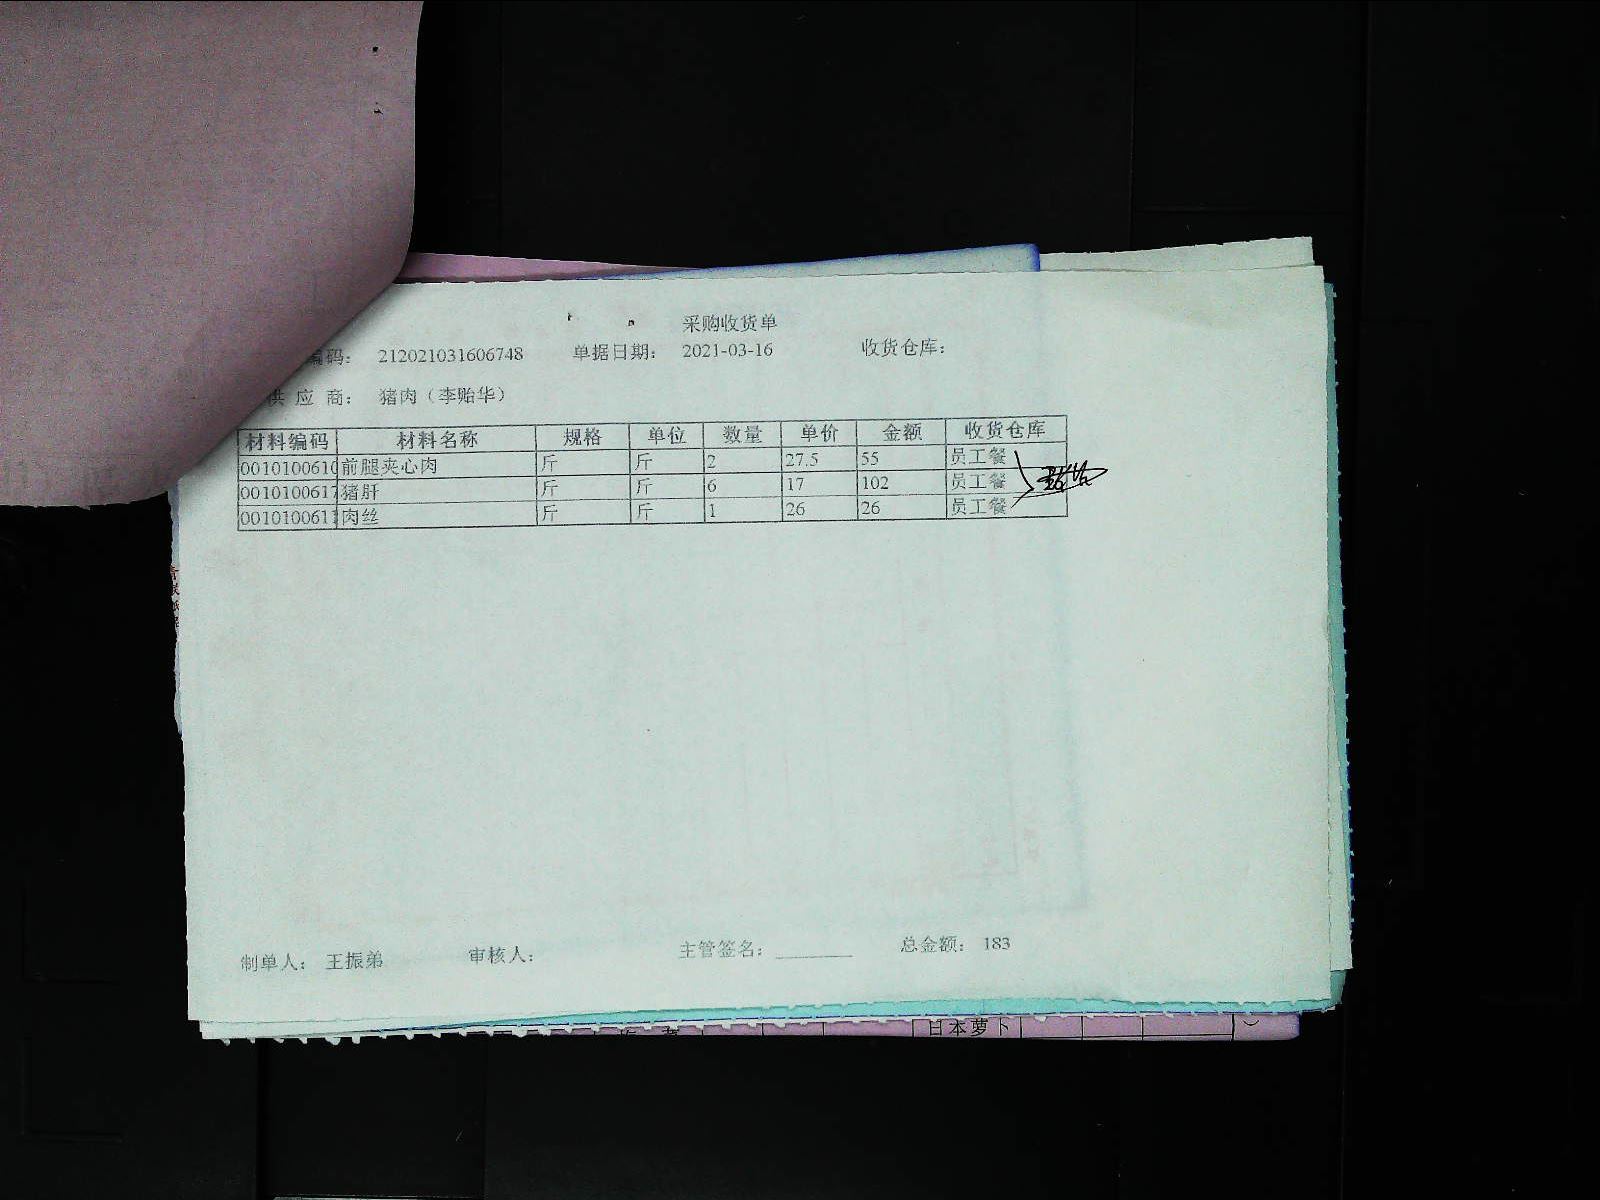 采购收货单
编码： 212021031606748 单据日期： 2021-03-16 收货仓库：
供 应 商： 猪肉（李贻华）
材料编码 材料名称 规格 单位 数量 单价 金额 收货仓库
0010100610 前腿夹心肉 斤 斤 2 27.5 55 员工餐
0010100617 猪肝 斤 斤 6 17 102 员工餐
001010061 肉丝 斤 斤 1 26 26 员工餐
制单人： 王振弟 审核人： 主管签名： 总金额： 183
日本萝卜